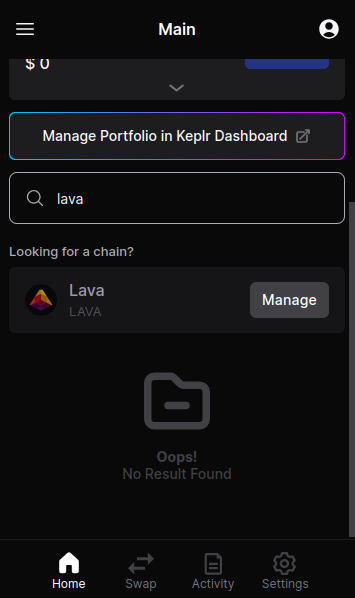 Main
$ 0
Manage Portfolio in Keplr Dashboard
lava
Looking for a chain?
Lava
LAVA
Manage
Oops!
No Result Found
Home
Swap
Activity
Settings